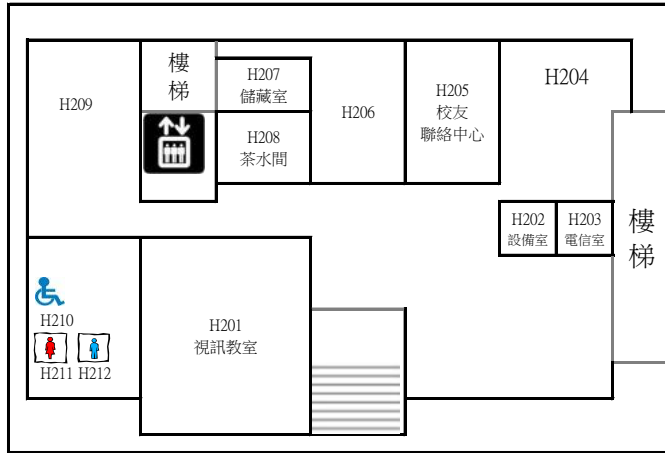 H209
樓
梯
H207
儲藏室
H208
茶水間
H206
H205
校友
聯絡中心
H204
H202
設備室
H203
電信室
樓
梯
H210
H211 H212
H201
視訊教室